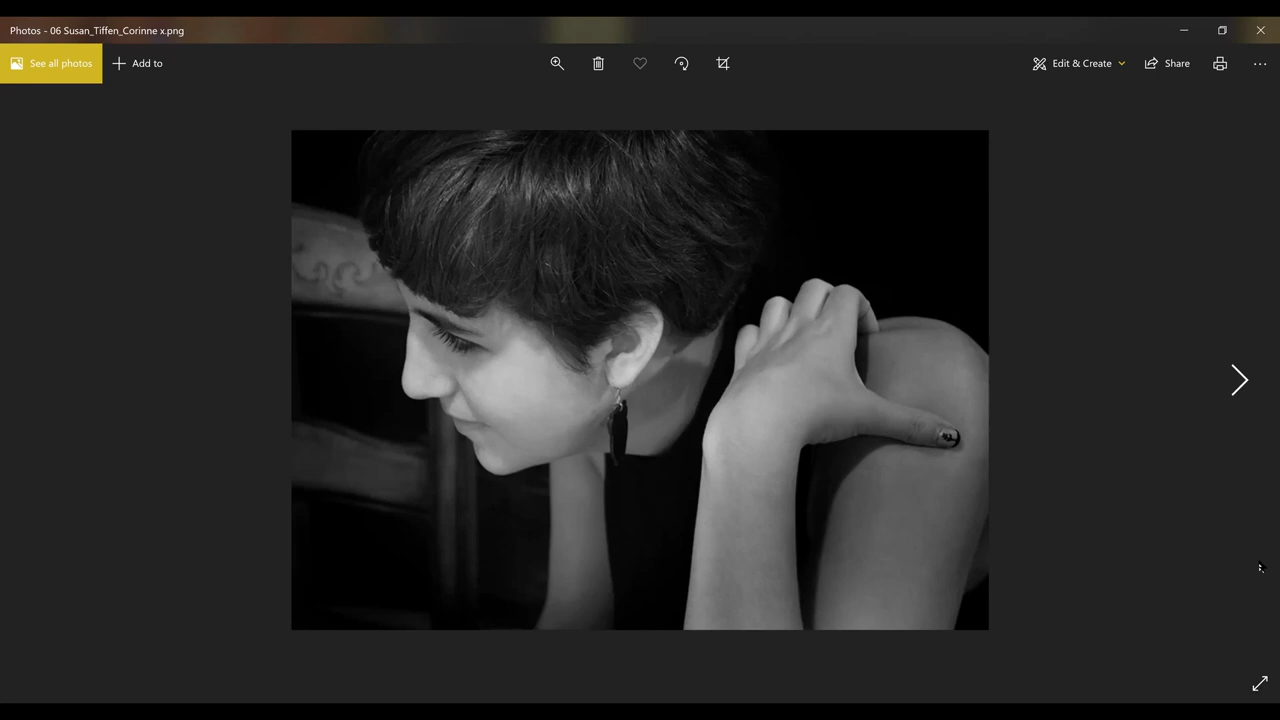 Photos - 06 Susan_Tiffen_Corinne x.png
See all photos
Add to
Edit & Create
Share